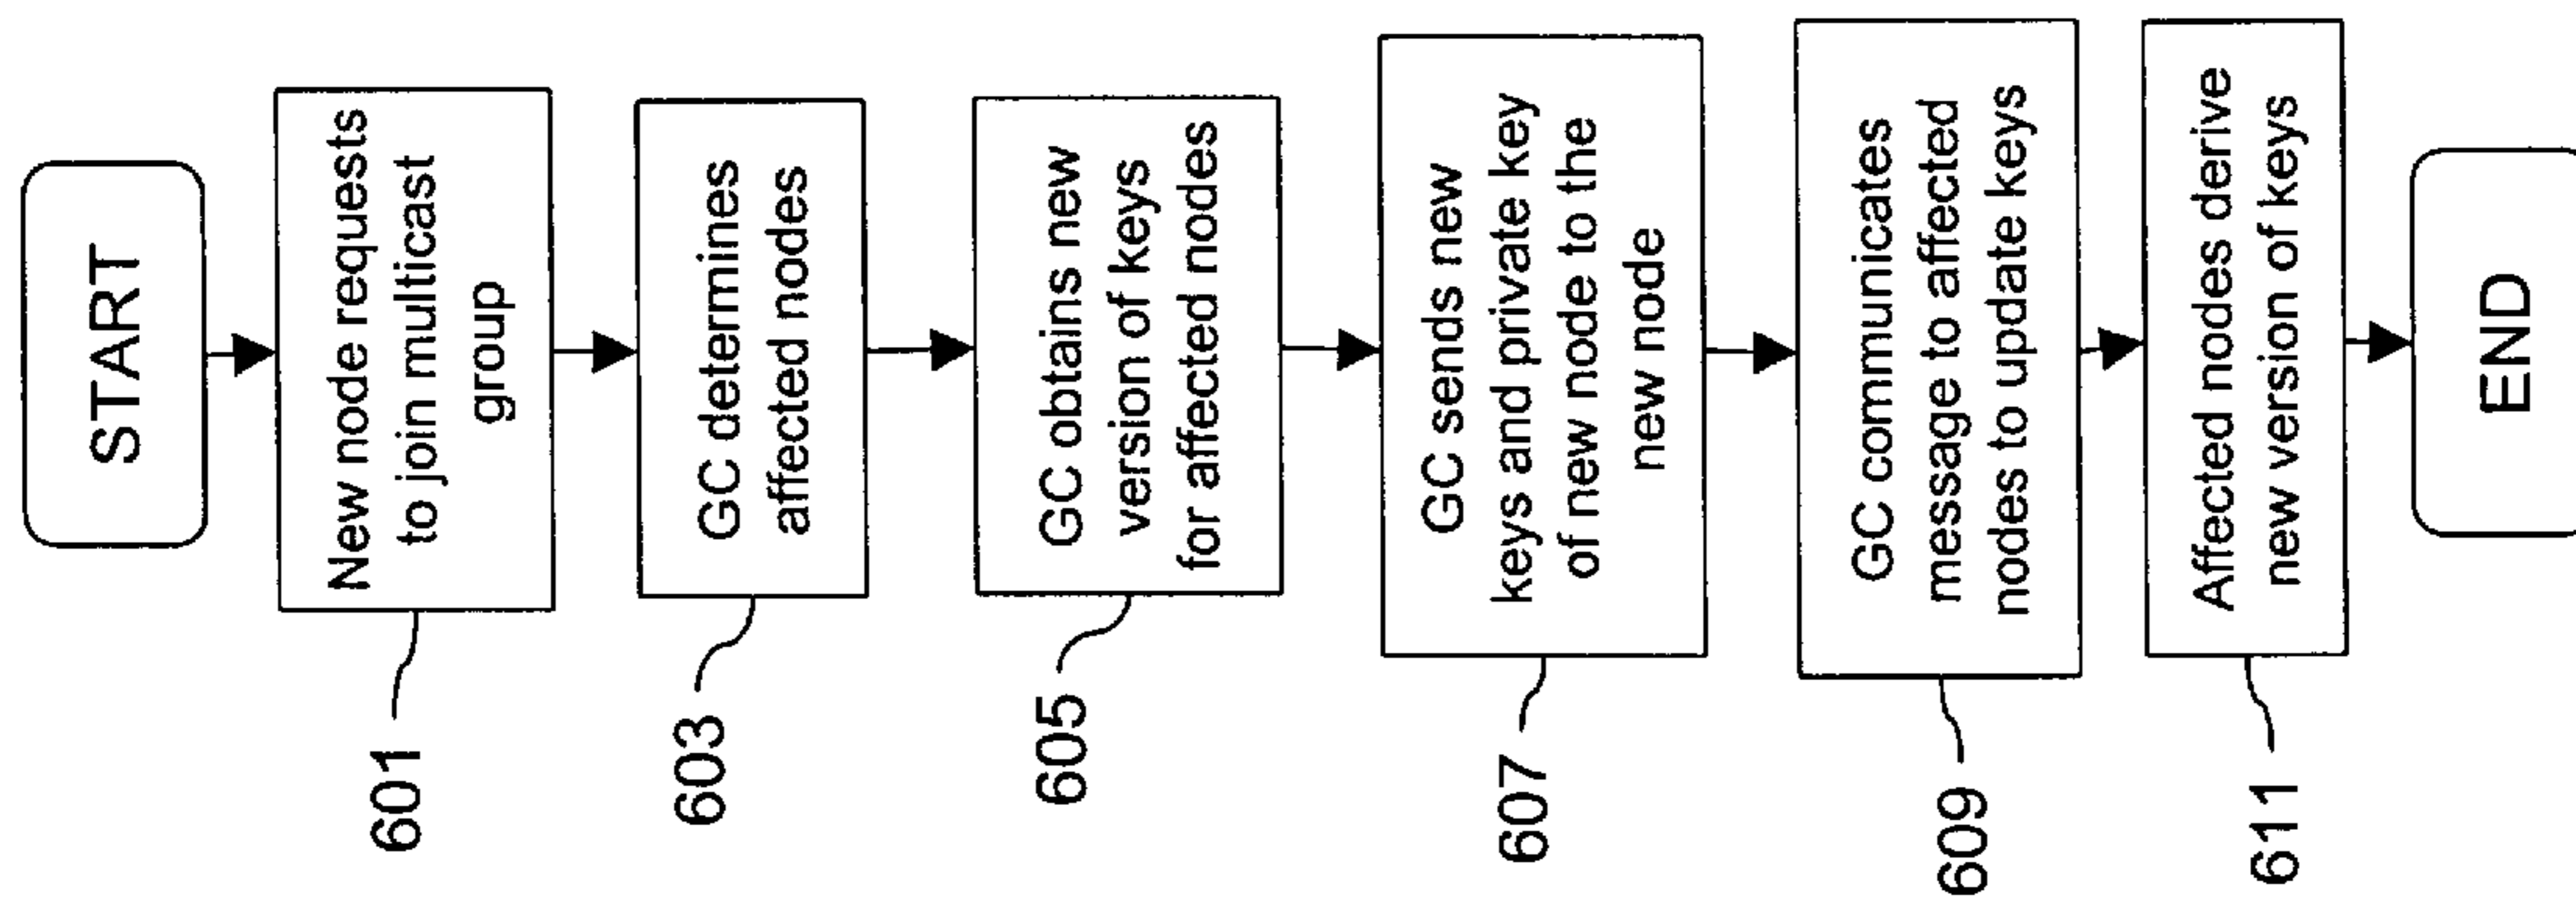 START
601
New node requests
to join multicast
group
603
GC determines
affected nodes
605
GC obtains new
version of keys
for affected nodes
607
GC sends new
keys and private key
of new node to the
new node
609
GC communicates
message to affected
nodes to update keys
611
Affected nodes derive
new version of keys
END